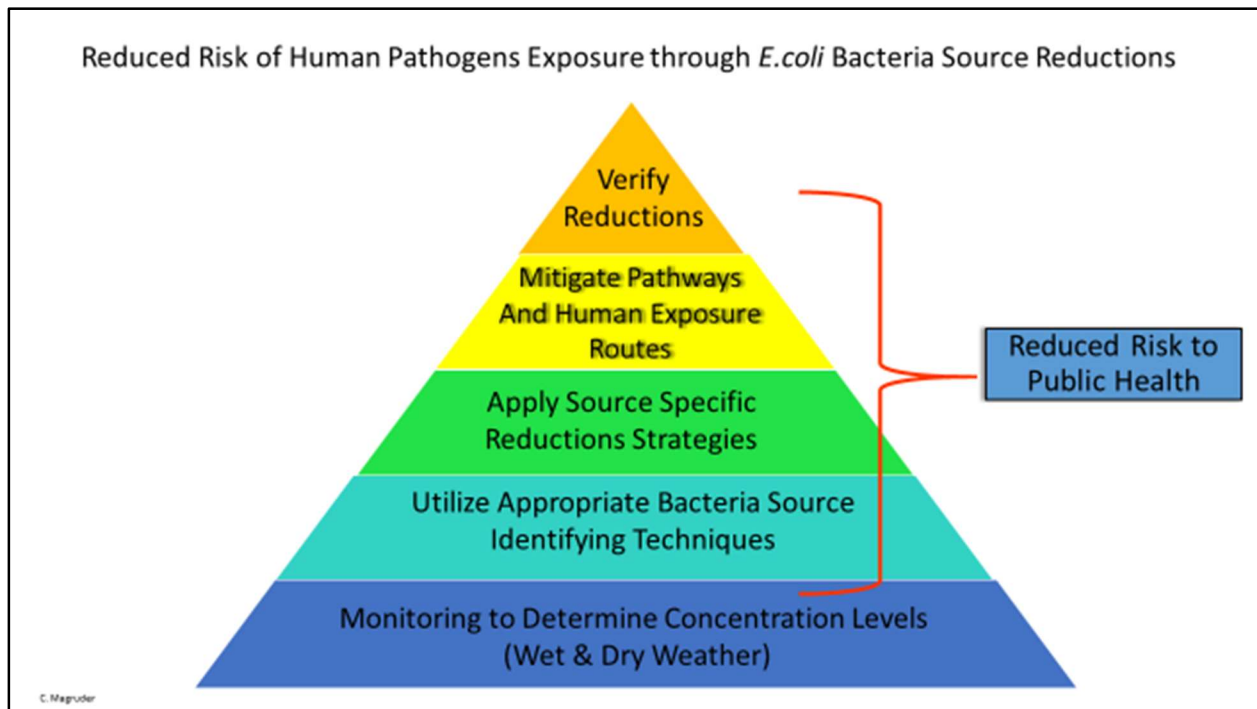 Reduced Risk of Human Pathogens Exposure through E.coli Bacteria Source Reductions
Verify
Reductions
Mitigate Pathways
And Human Exposure
Routes
Apply Source Specific
Reductions Strategies
Utilize Appropriate Bacteria Source
Identifying Techniques
Monitoring to Determine Concentration Levels
(Wet & Dry Weather)
Reduced Risk to
Public Health
C. Magruder